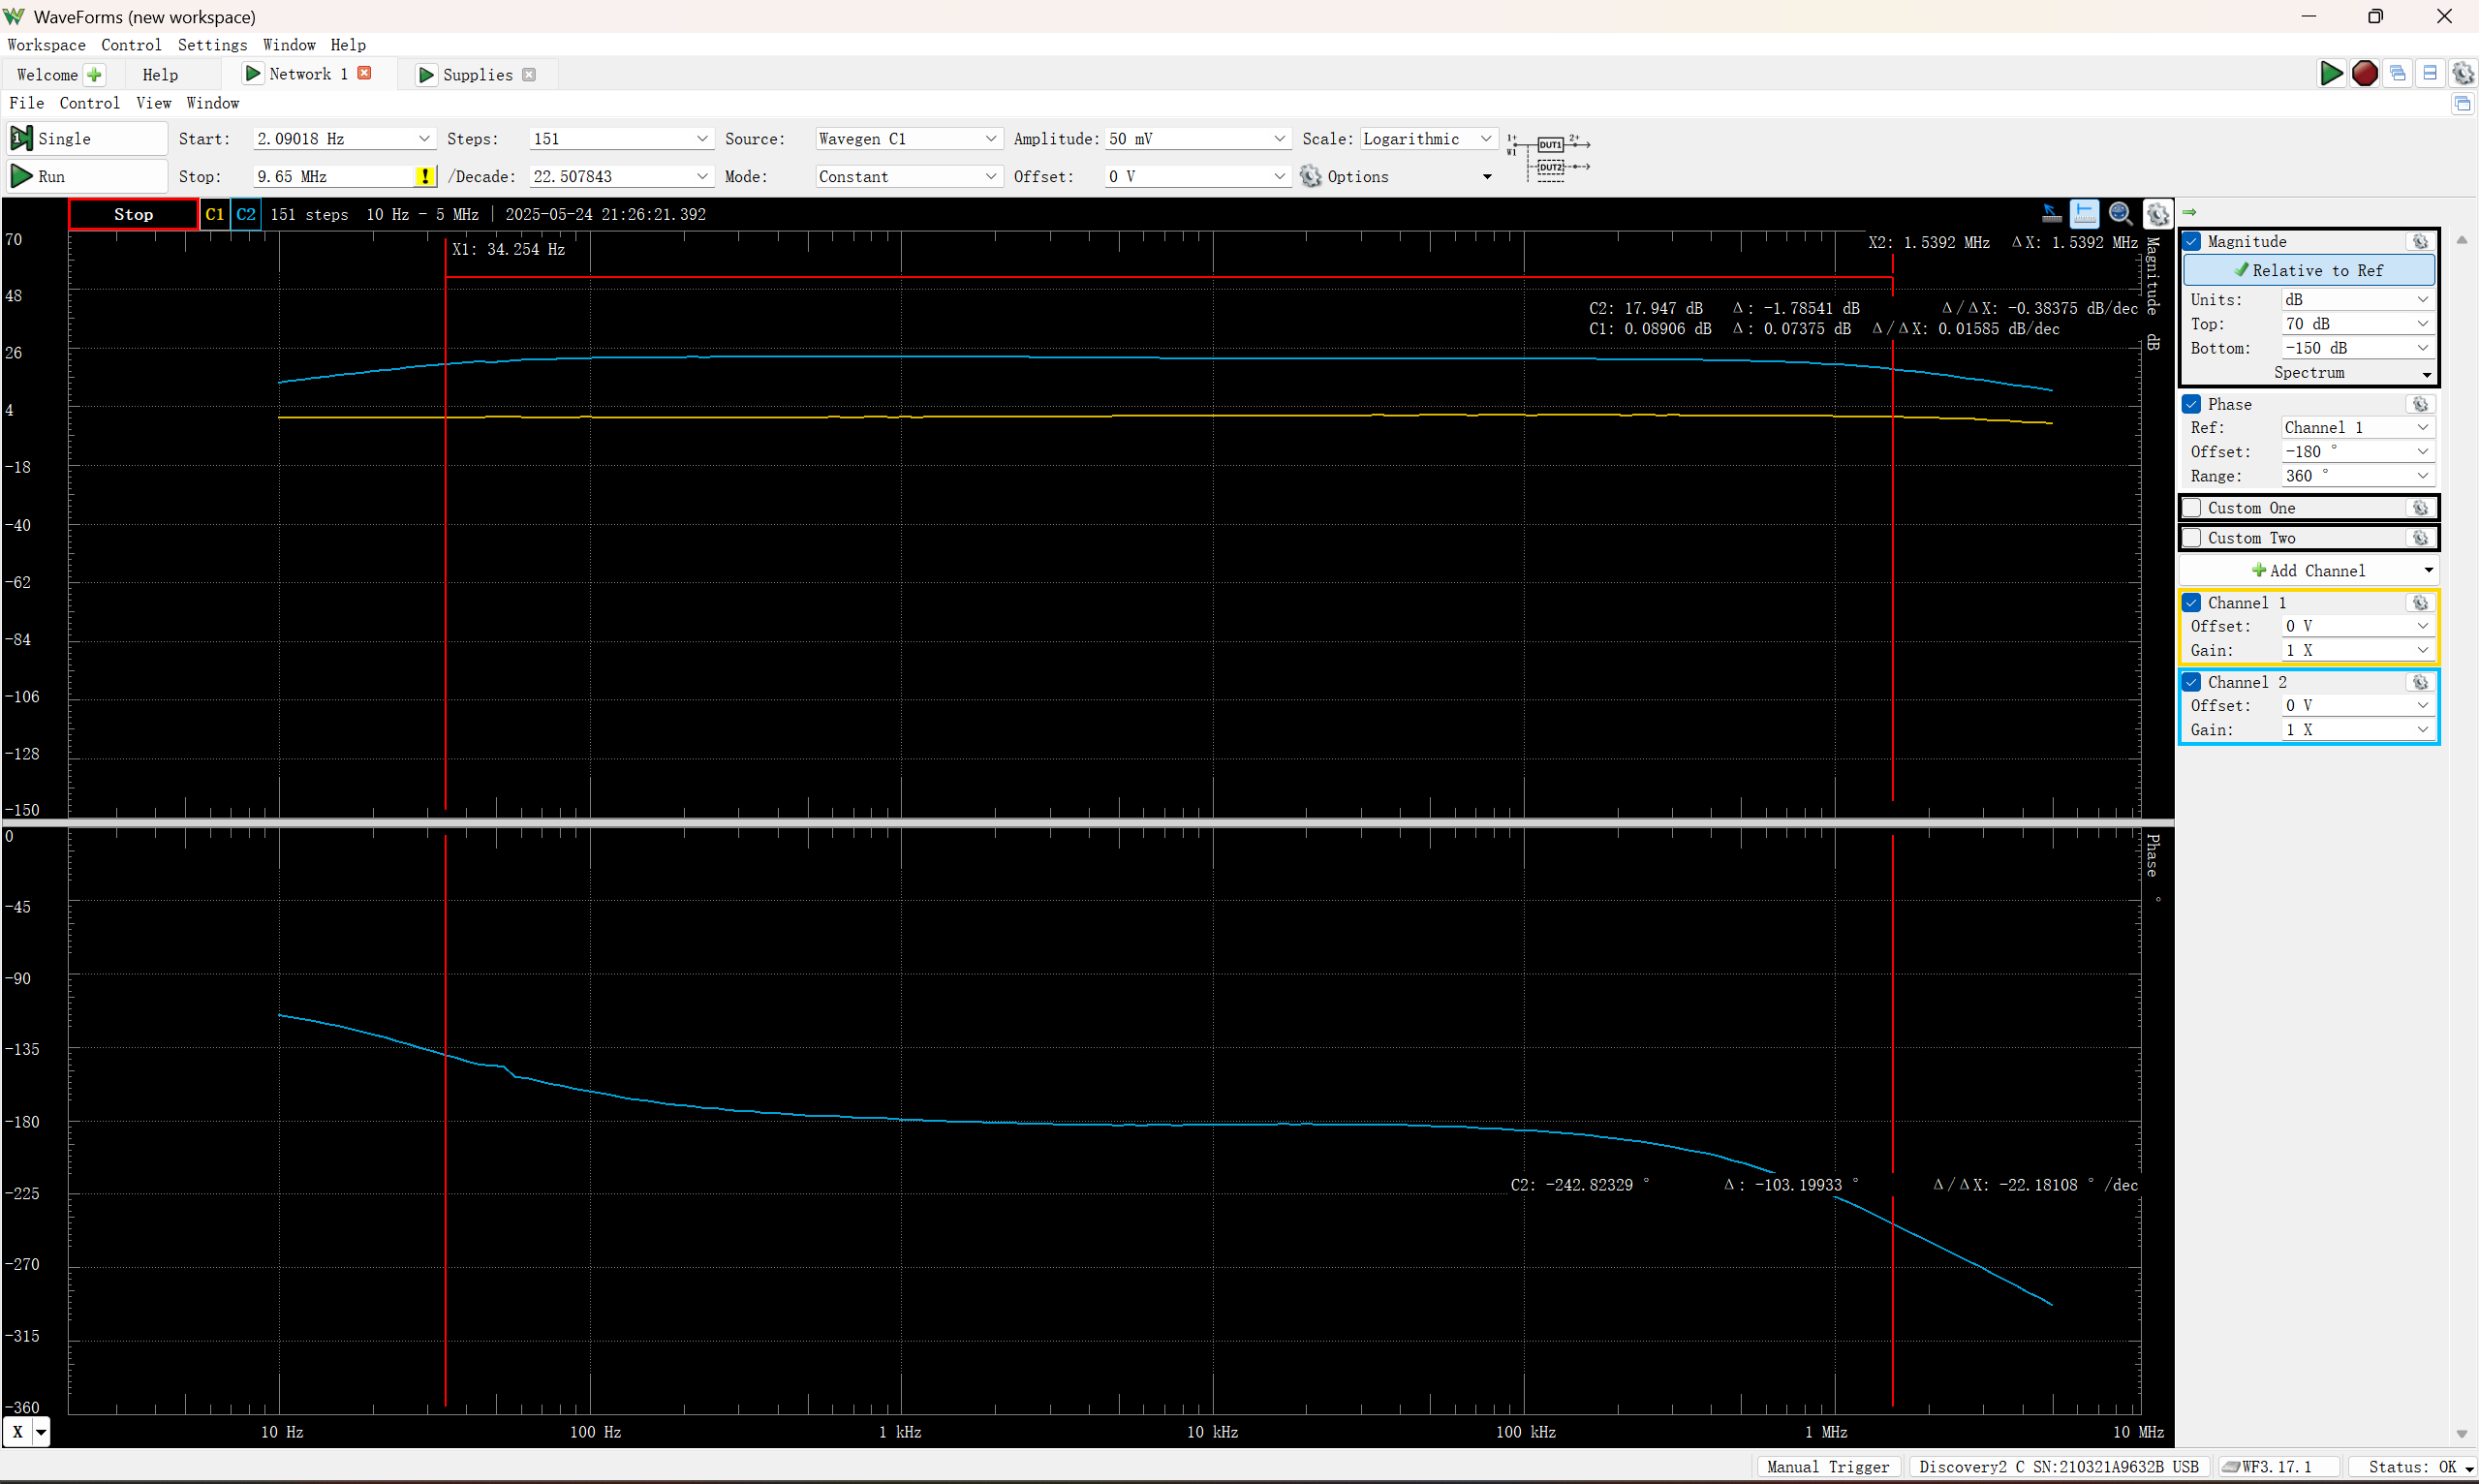 WaveForms (new workspace)
Workspace Control Settings Window Help
Welcome Help Network 1 Supplies
File Control View Window
Single Start: 2.09018 Hz Steps: 151 Source: Wavegen C1 Amplitude: 50 mV Scale: Logarithmic
Run Stop: 9.65 MHz ! /Decade: 22.507843 Mode: Constant Offset: 0 V Options
1+ W1 DUT1 2+ DUT2
Stop C1 C2 151 steps 10 Hz - 5 MHz | 2025-05-24 21:26:21.392
X1: 34.254 Hz
X2: 1.5392 MHz ΔX: 1.5392 MHz
C2: 17.947 dB Δ: -1.78541 dB Δ/ΔX: -0.38375 dB/dec
C1: 0.08906 dB Δ: 0.07375 dB Δ/ΔX: 0.01585 dB/dec
Magnitude dB
70
48
26
4
-18
-40
-62
-84
-106
-128
-150
Phase °
0
-45
-90
-135
-180
-225
-270
-315
-360
C2: -242.82329 ° Δ: -103.19933 ° Δ/ΔX: -22.18108 °/dec
X 10 Hz 100 Hz 1 kHz 10 kHz 100 kHz 1 MHz 10 MHz
Magnitude
Relative to Ref
Units: dB
Top: 70 dB
Bottom: -150 dB
Spectrum
Phase
Ref: Channel 1
Offset: -180 °
Range: 360 °
Custom One
Custom Two
Add Channel
Channel 1
Offset: 0 V
Gain: 1 X
Channel 2
Offset: 0 V
Gain: 1 X
Manual Trigger Discovery2 C SN:210321A9632B USB WF3.17.1 Status: OK